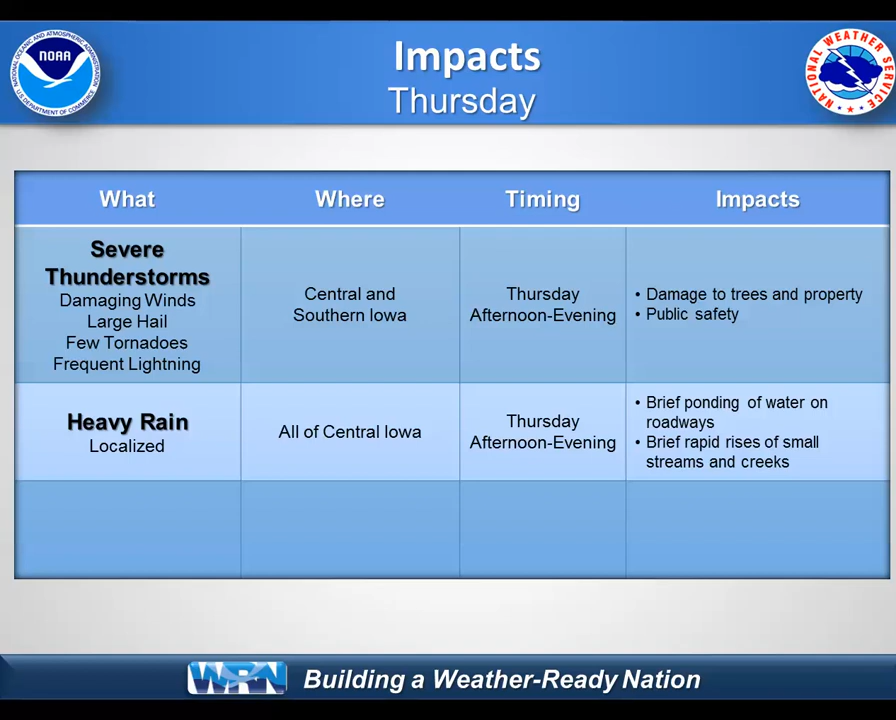 Impacts
Thursday
NOAA
NATIONAL OCEANIC AND ATMOSPHERIC ADMINISTRATION
U.S. DEPARTMENT OF COMMERCE
NATIONAL WEATHER SERVICE
What
Where
Timing
Impacts
Severe
Thunderstorms
Damaging Winds
Large Hail
Few Tornadoes
Frequent Lightning
Central and
Southern Iowa
Thursday
Afternoon-Evening
• Damage to trees and property
• Public safety
Heavy Rain
Localized
All of Central Iowa
Thursday
Afternoon-Evening
• Brief ponding of water on
roadways
• Brief rapid rises of small
streams and creeks
WRN
Building a Weather-Ready Nation